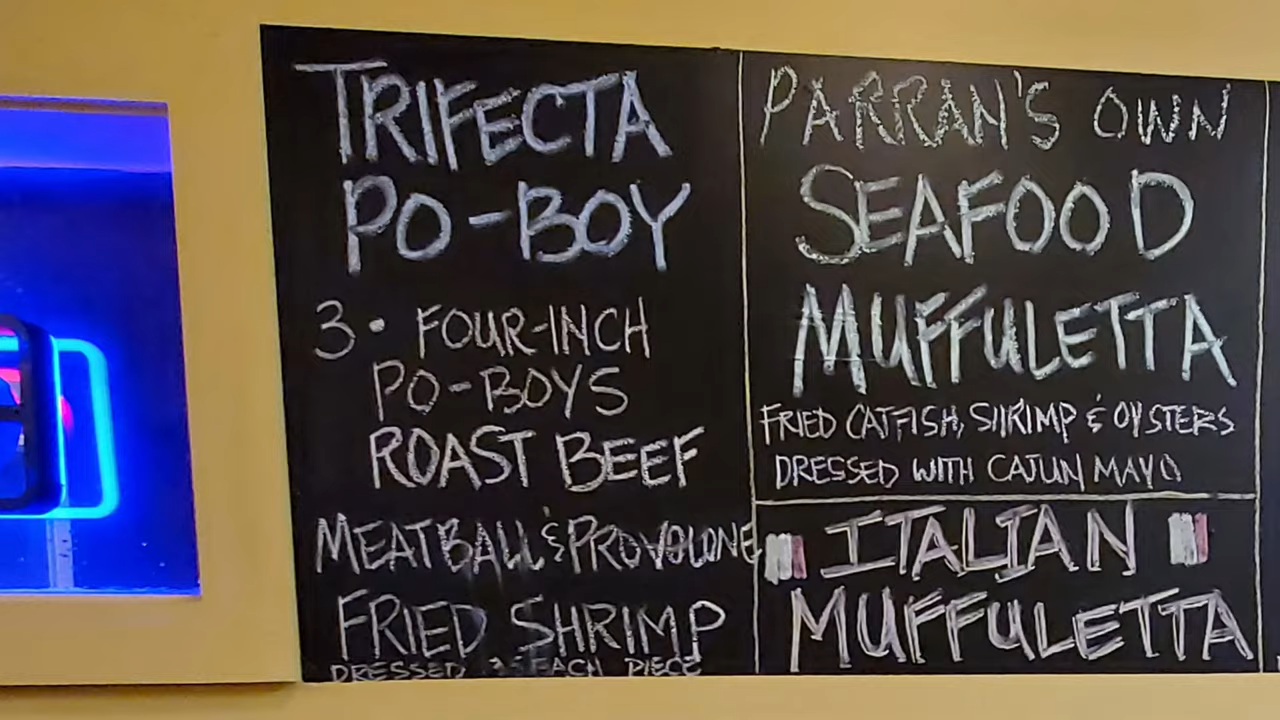 TRIFECTA
PO-BOY
3• FOUR-INCH
PO-BOYS
ROAST BEEF
MEATBALL & PROVOLONE
FRIED SHRIMP
DRESSED EACH PIECE
PARRAN'S OWN
SEAFOOD
MUFFULETTA
FRIED CATFISH, SHRIMP & OYSTERS
DRESSED WITH CAJUN MAYO
ITALIAN
MUFFULETTA